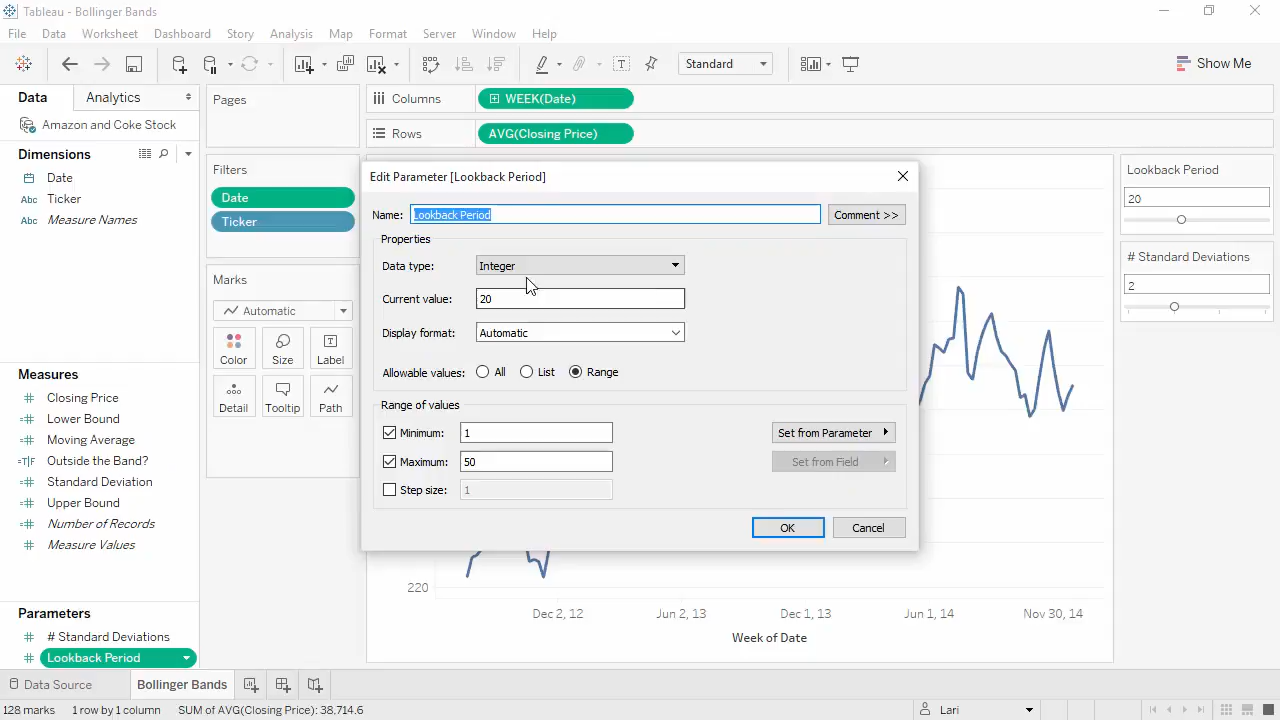 Tableau - Bollinger Bands
File Data Worksheet Dashboard Story Analysis Map Format Server Window Help
Standard
Show Me
Data Analytics
Amazon and Coke Stock
Dimensions
Date
Abc Ticker
Abc Measure Names
Measures
Closing Price
Lower Bound
Moving Average
=T|F Outside the Band?
Standard Deviation
Upper Bound
Number of Records
Measure Values
Parameters
# Standard Deviations
Lookback Period
Pages
Filters
Date
Ticker
Marks
Automatic
Color Size Label
Detail Tooltip Path
Columns WEEK(Date)
Rows AVG(Closing Price)
Edit Parameter [Lookback Period]
Name: Lookback Period Comment >>
Properties
Data type: Integer
Current value: 20
Display format: Automatic
Allowable values: All List Range
Range of values
Minimum: 1 Set from Parameter
Maximum: 50 Set from Field
Step size: 1
OK Cancel
220
Dec 2, 12 Jun 2, 13 Dec 1, 13 Jun 1, 14 Nov 30, 14
Week of Date
Lookback Period
20
# Standard Deviations
2
Data Source Bollinger Bands
128 marks 1 row by 1 column SUM of AVG(Closing Price): 38,714.6 Lari